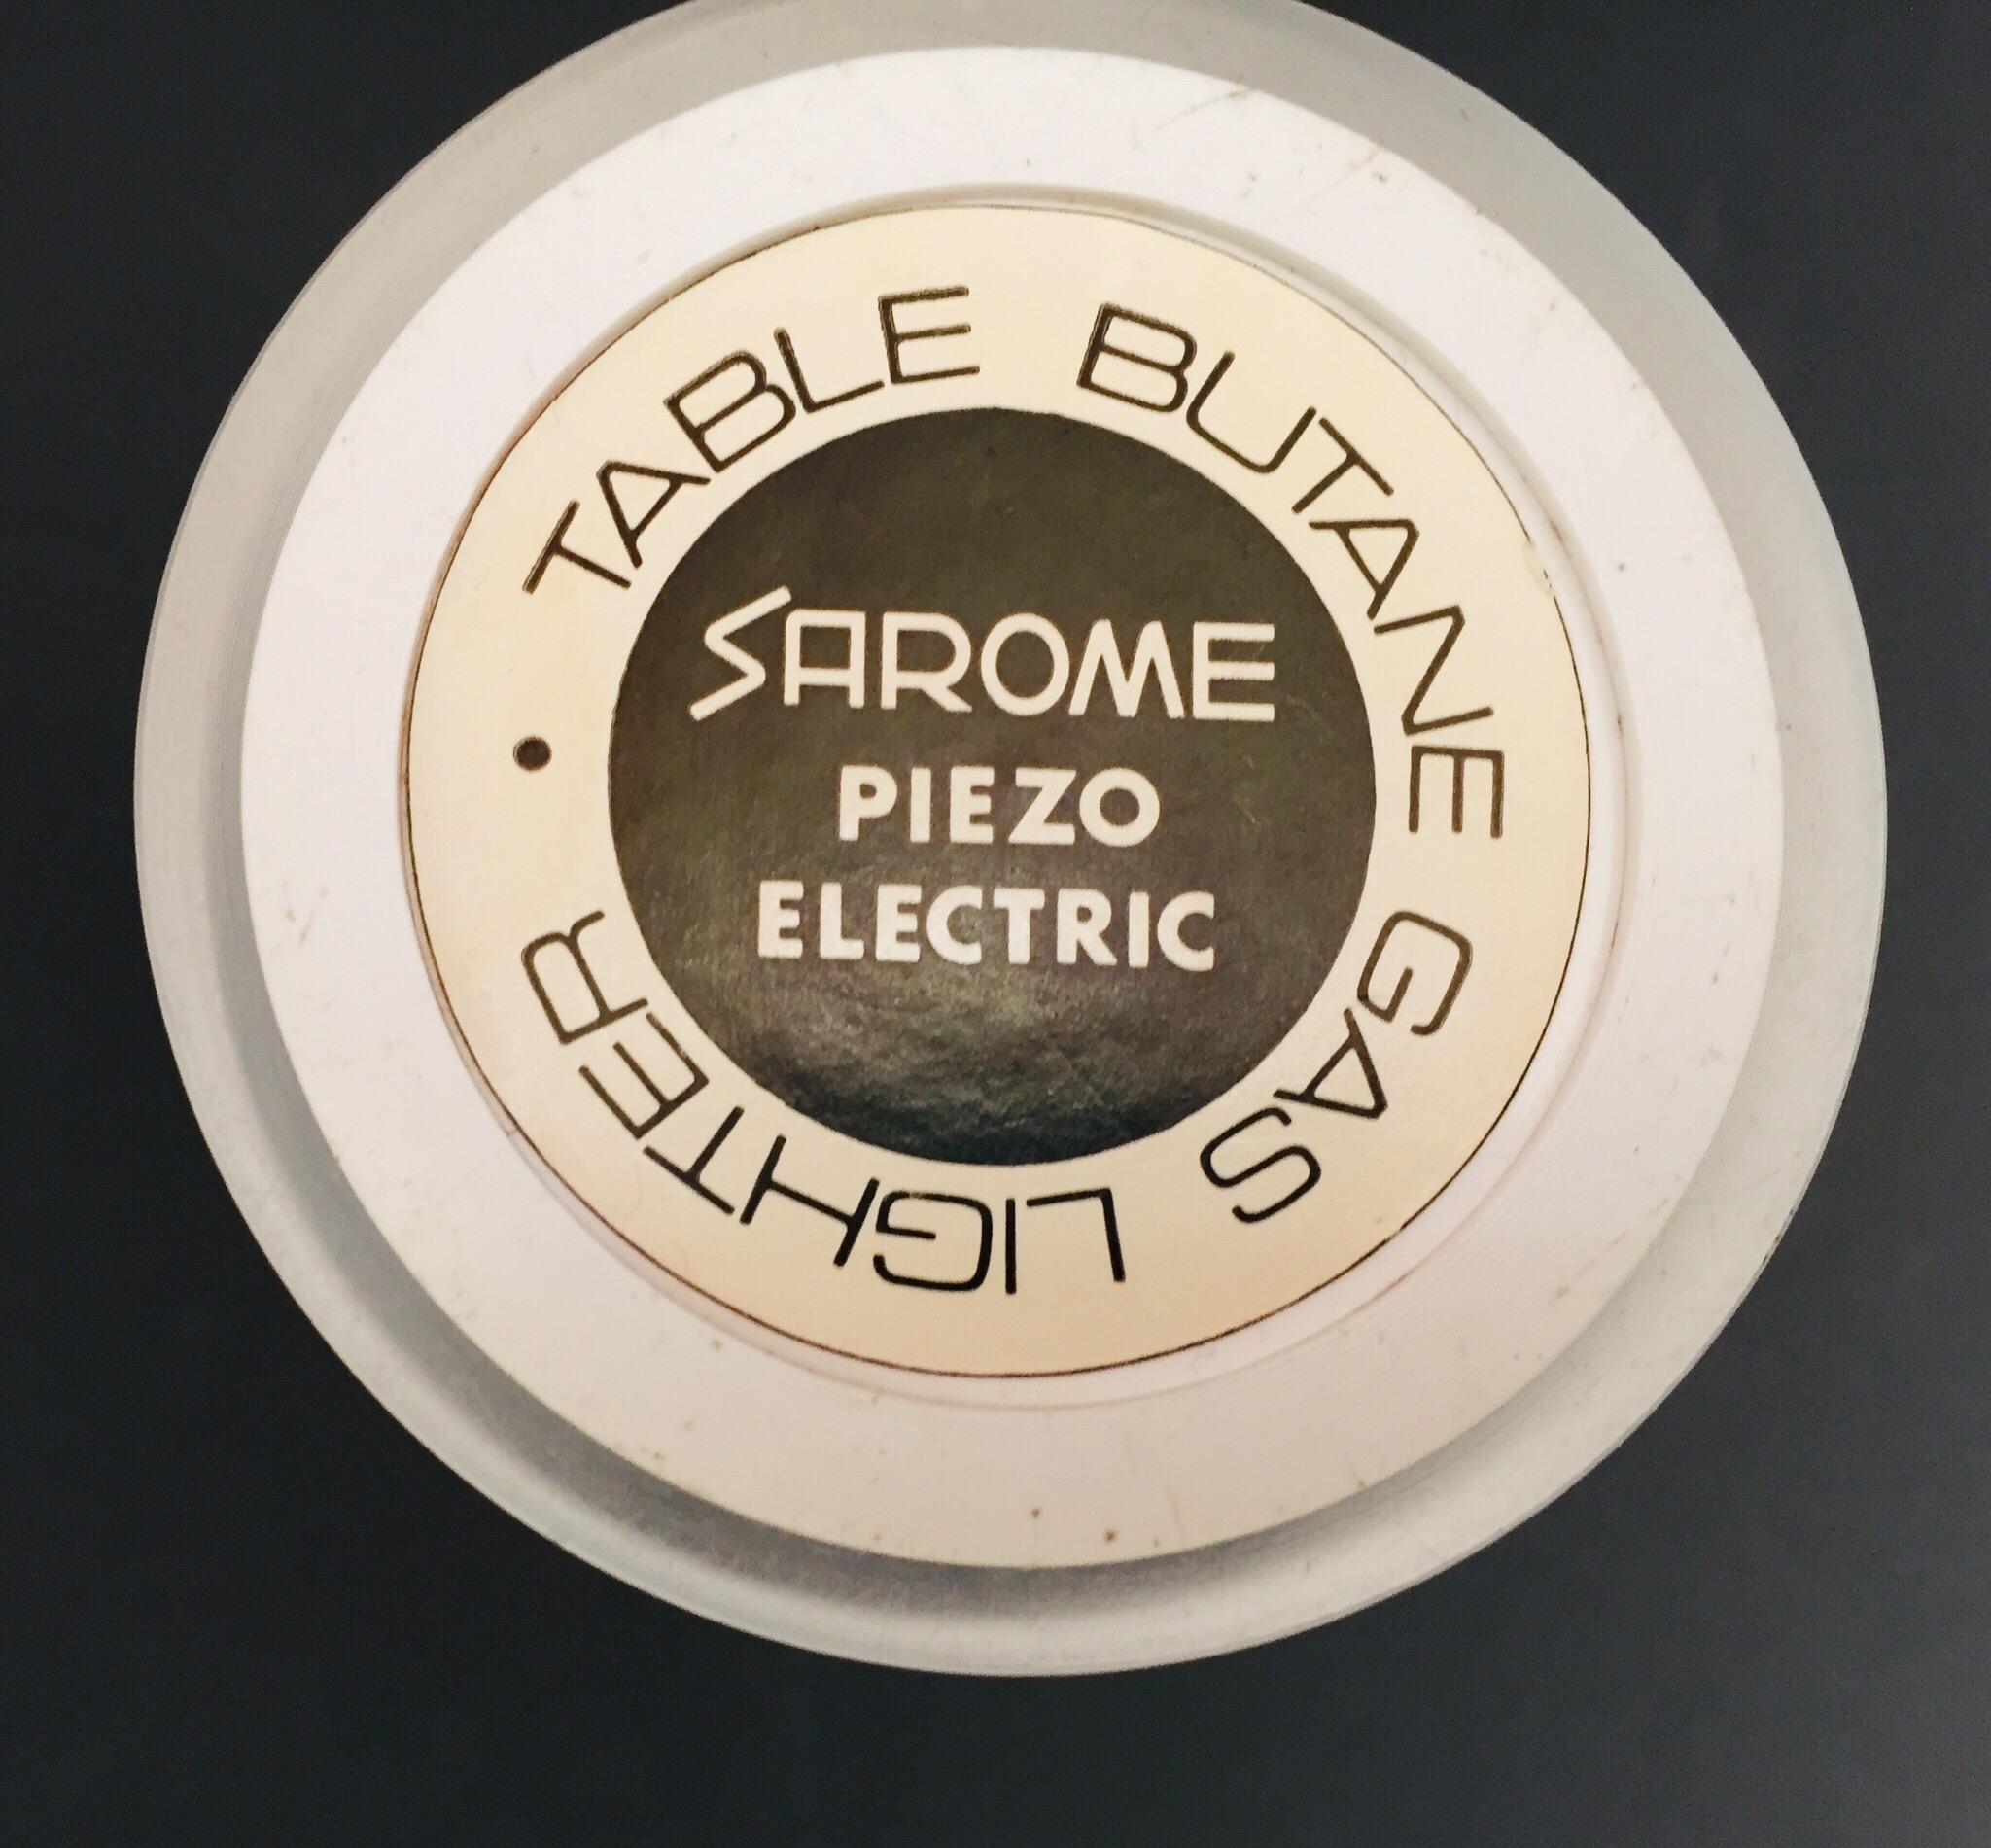 TABLE BUTANE GAS LIGHTER •
SAROME
PIEZO
ELECTRIC